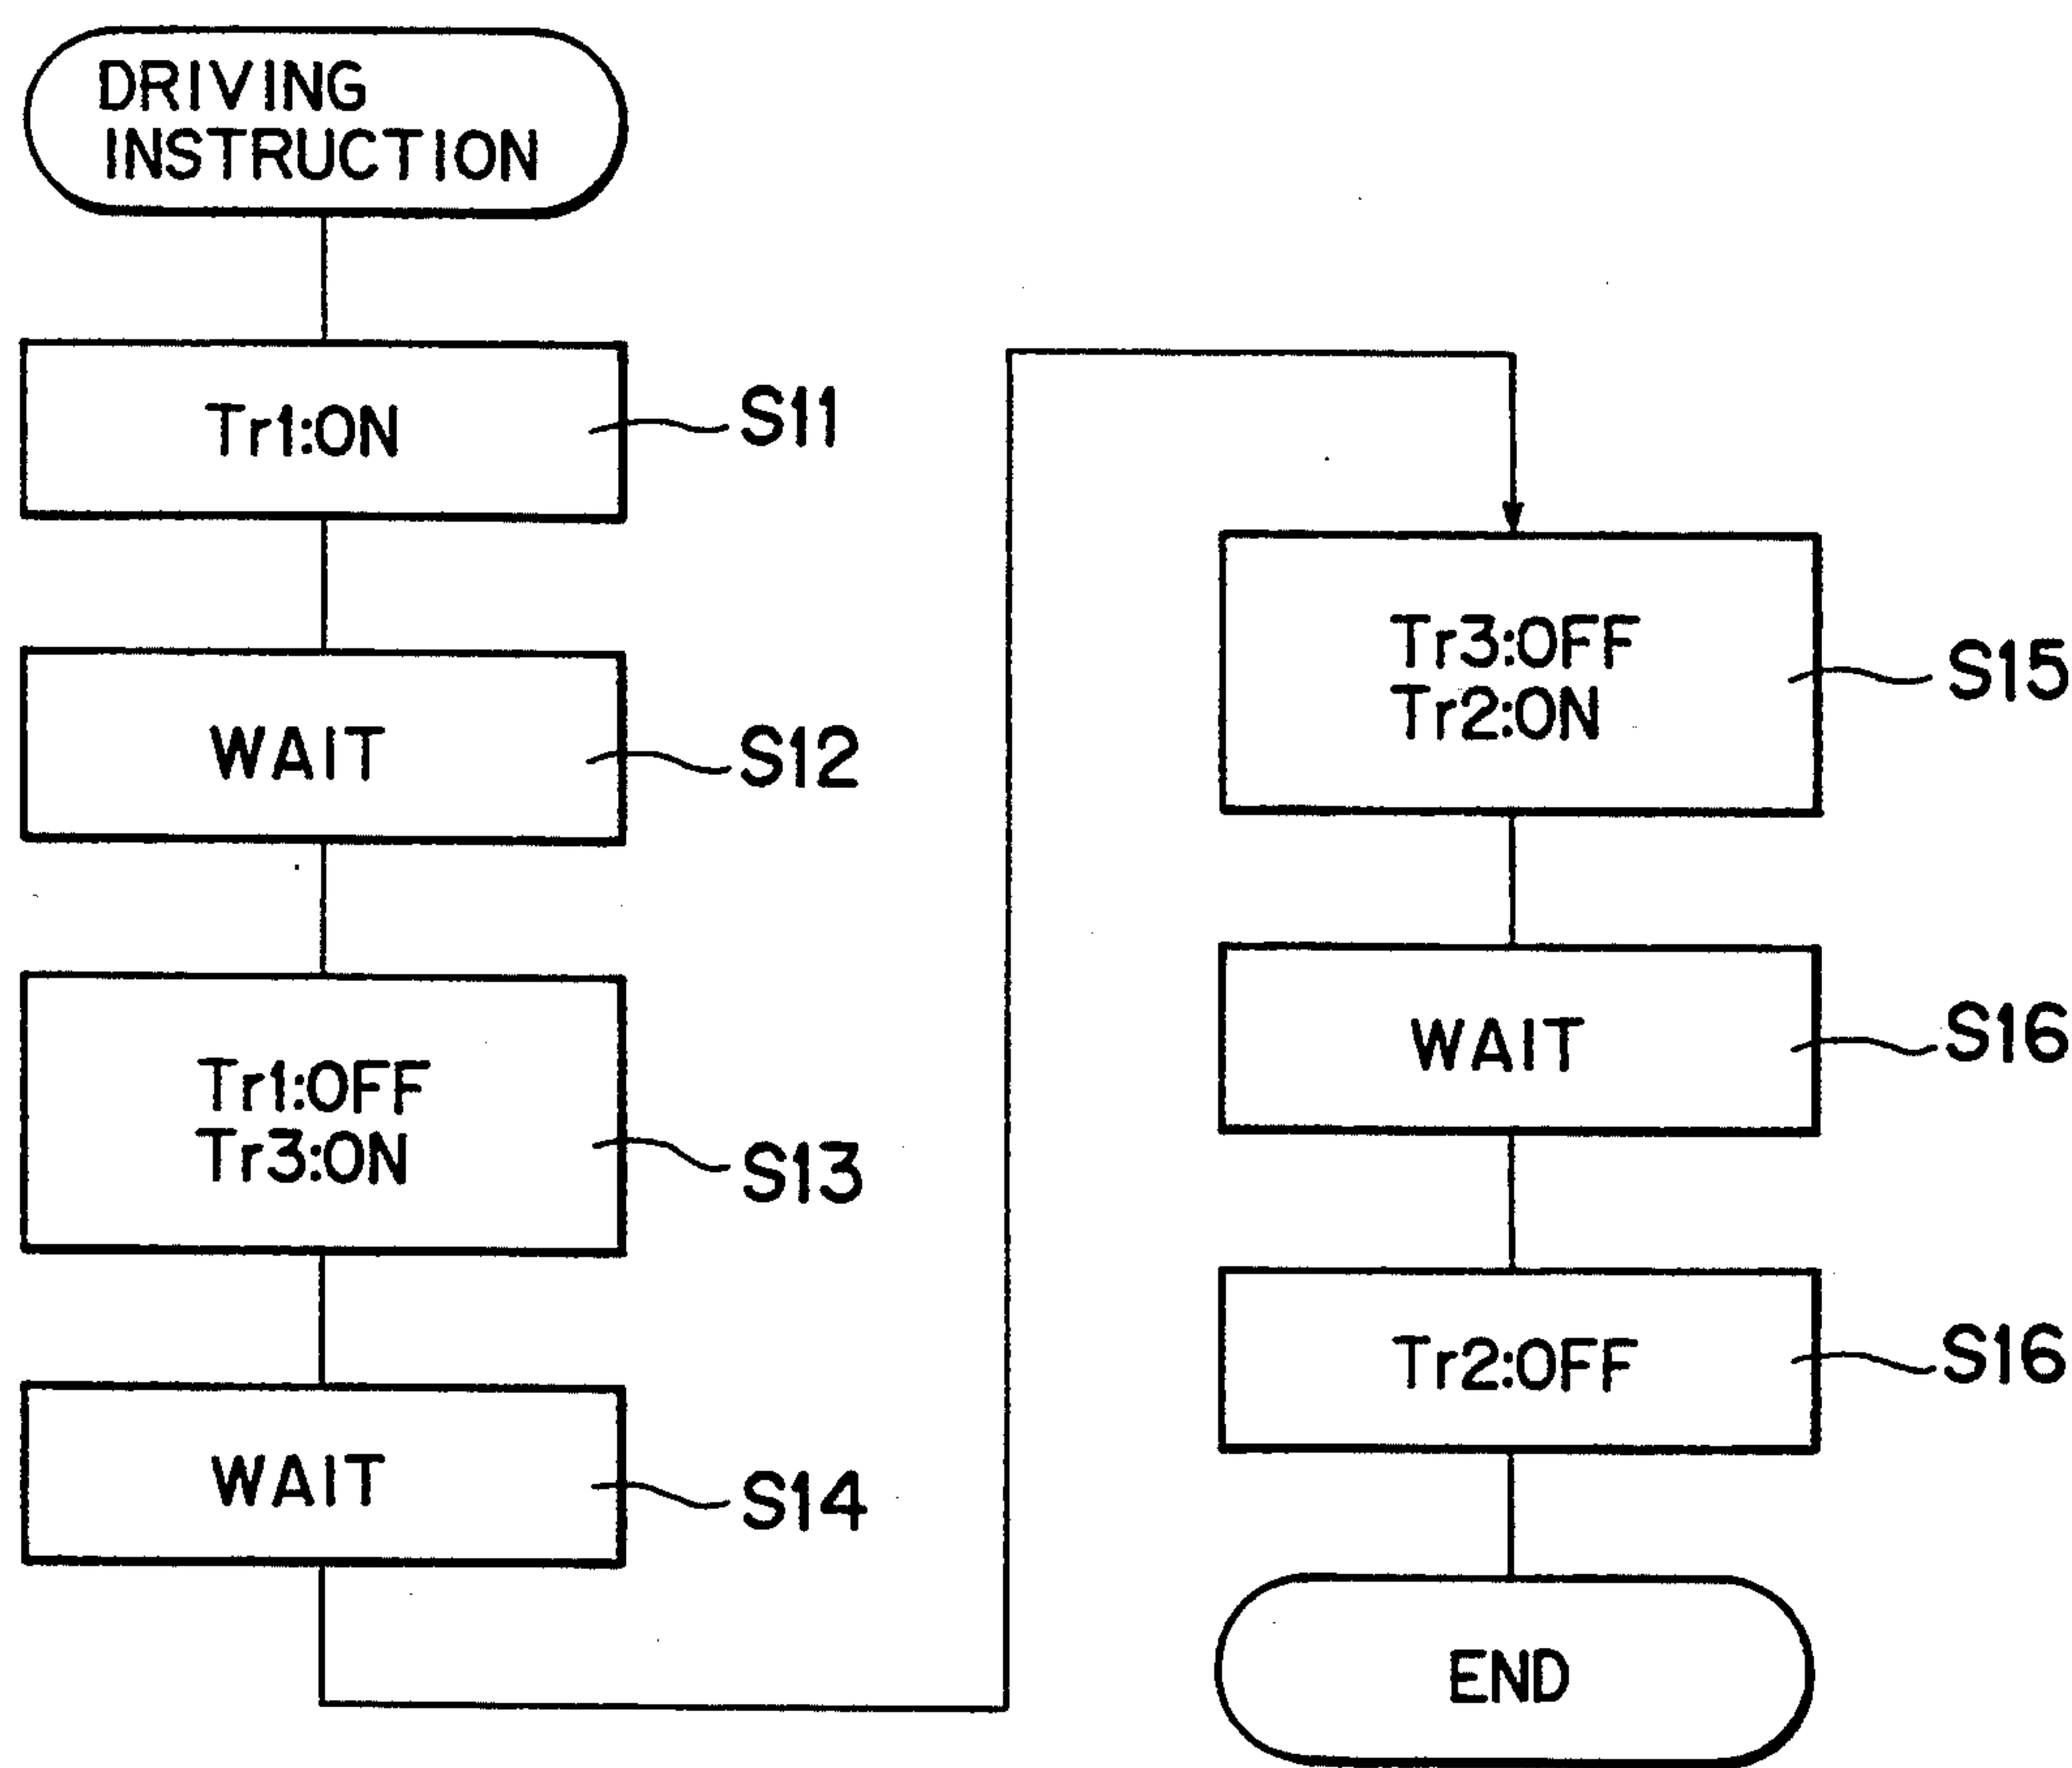 DRIVING
INSTRUCTION
Tr1:ON
S11
WAIT
S12
Tr1:OFF
Tr3:ON
S13
WAIT
S14
Tr3:OFF
Tr2:ON
S15
WAIT
S16
Tr2:OFF
S16
END